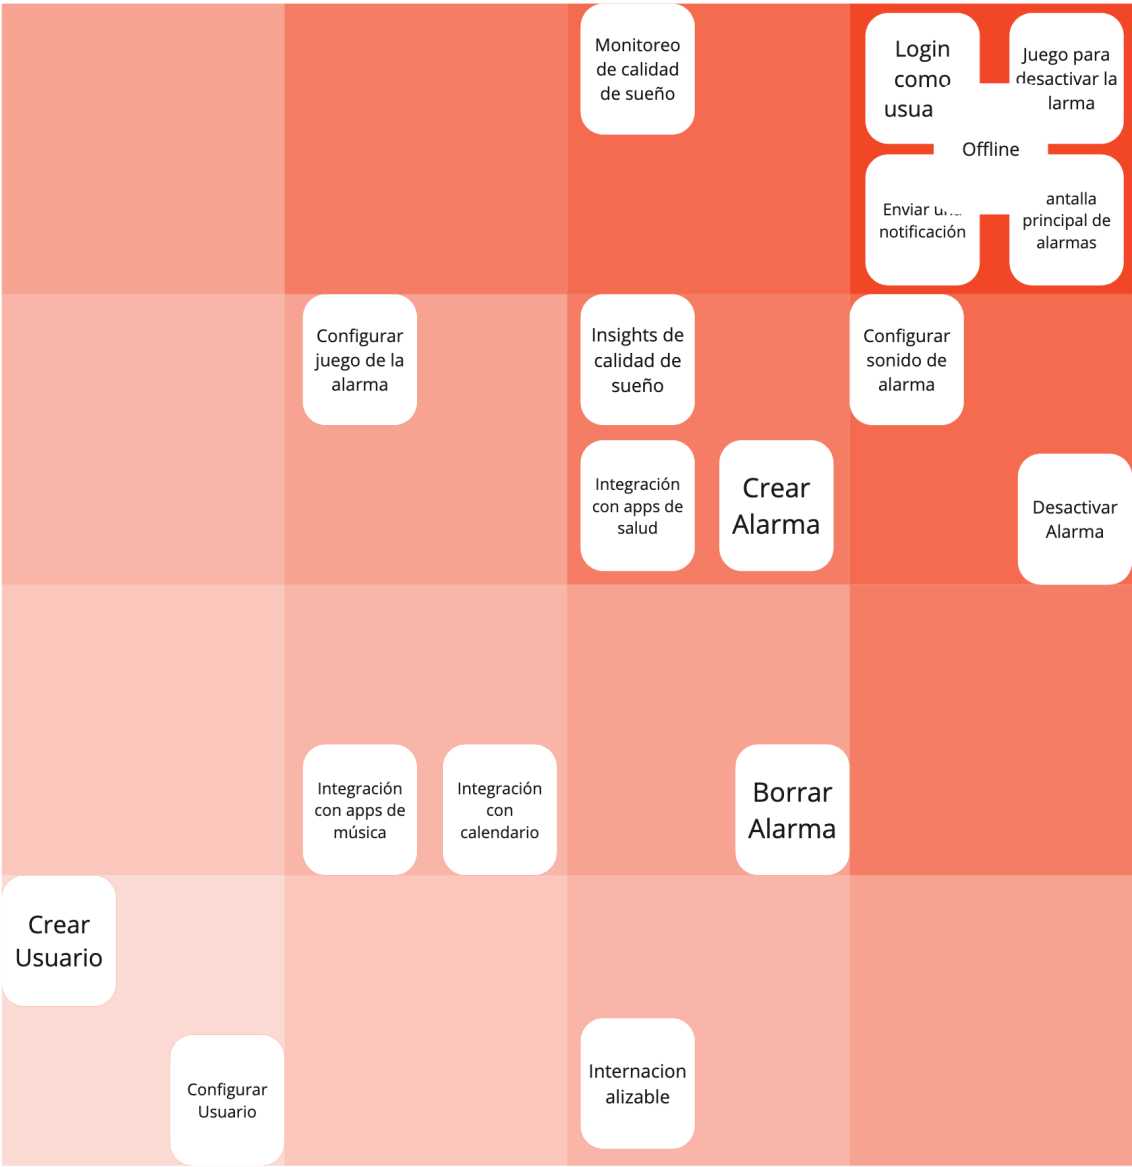 Monitoreo
de calidad
de sueño
Login
como
usua
Juego para
desactivar la
larma
Offline
Enviar
notificación
antalla
principal de
alarmas
Configurar
juego de la
alarma
Insights de
calidad de
sueño
Configurar
sonido de
alarma
Integración
con apps de
salud
Crear
Alarma
Desactivar
Alarma
Integración
con apps de
música
Integración
con
calendario
Borrar
Alarma
Crear
Usuario
Configurar
Usuario
Internacion
alizable